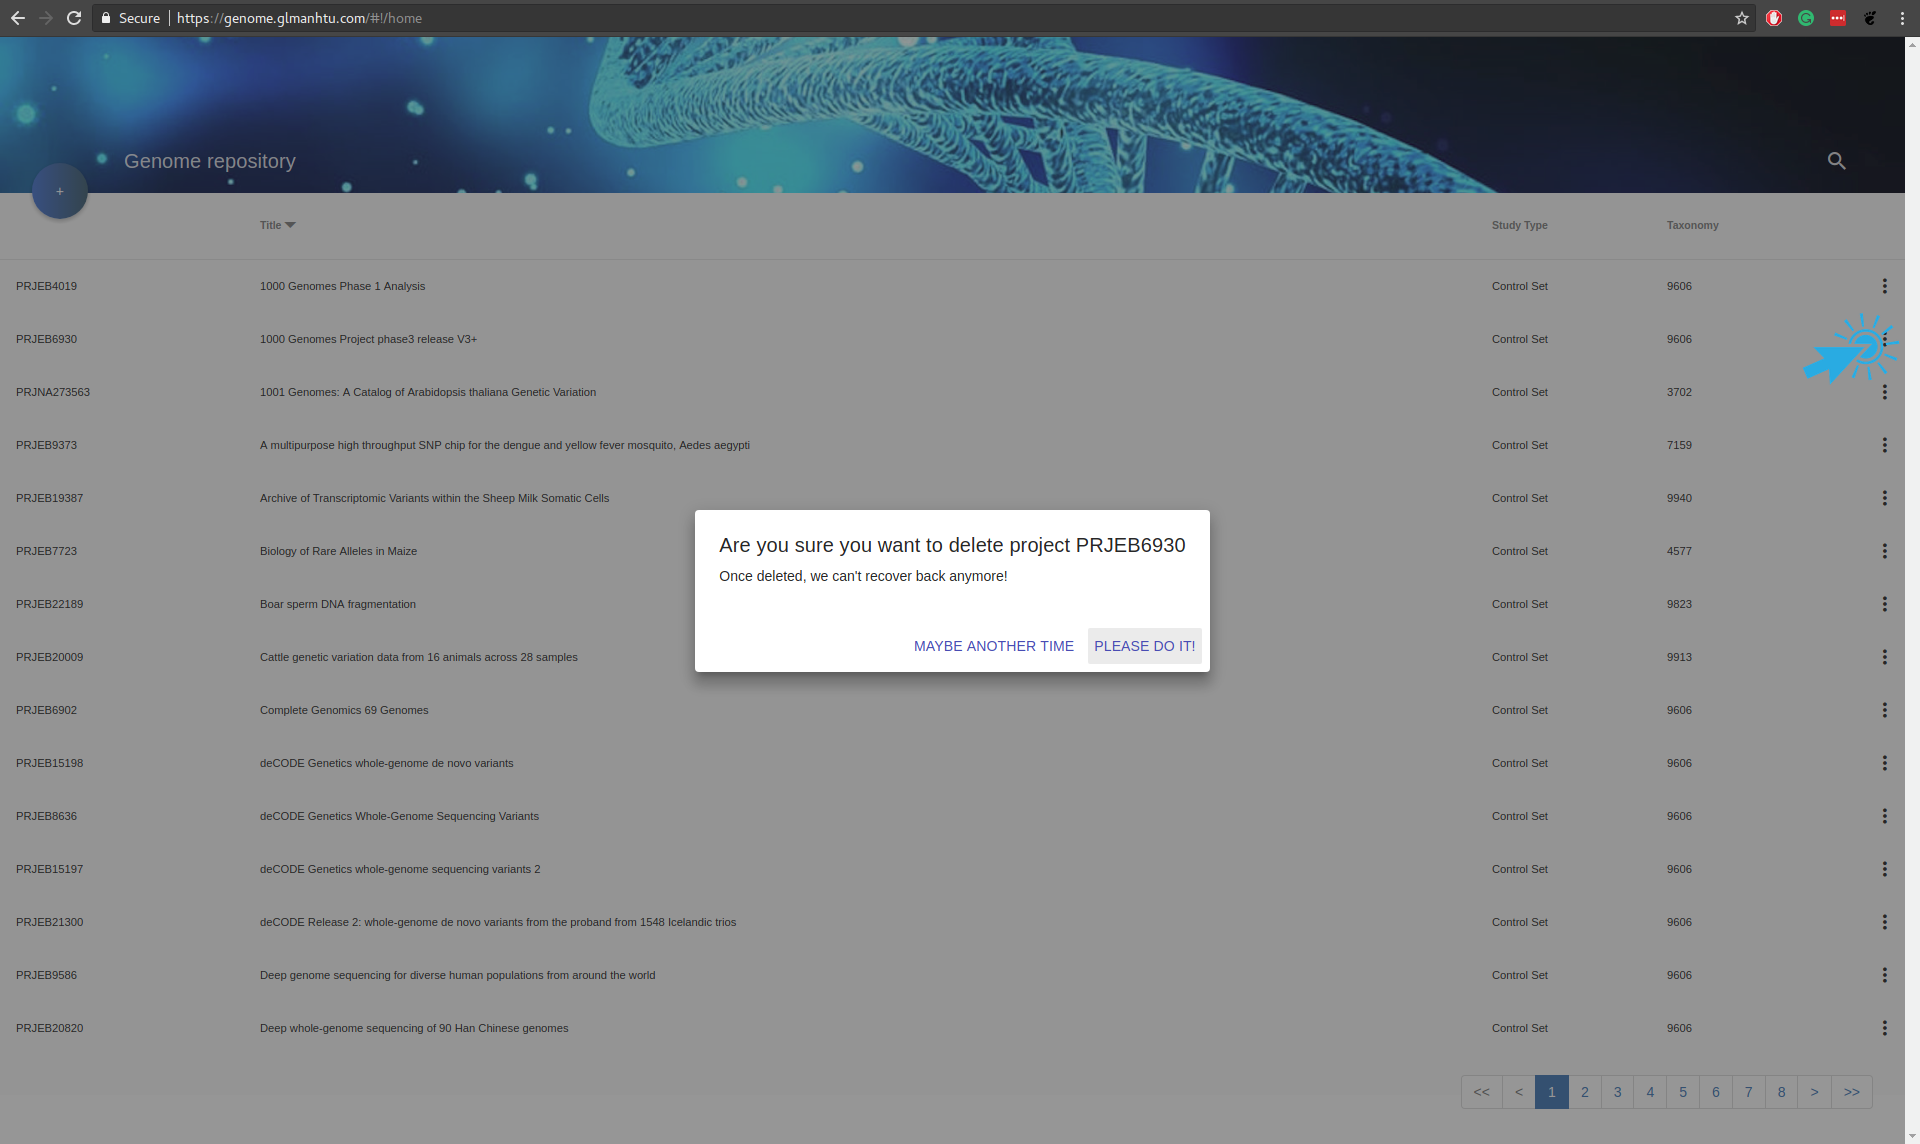 Secure | https://genome.glmanhtu.com/#!/home
Genome repository
+
Title Study Type Taxonomy
PRJEB4019 1000 Genomes Phase 1 Analysis Control Set 9606
PRJEB6930 1000 Genomes Project phase3 release V3+ Control Set 9606
PRJNA273563 1001 Genomes: A Catalog of Arabidopsis thaliana Genetic Variation Control Set 3702
PRJEB9373 A multipurpose high throughput SNP chip for the dengue and yellow fever mosquito, Aedes aegypti Control Set 7159
PRJEB19387 Archive of Transcriptomic Variants within the Sheep Milk Somatic Cells Control Set 9940
PRJEB7723 Biology of Rare Alleles in Maize Control Set 4577
Are you sure you want to delete project PRJEB6930
Once deleted, we can't recover back anymore!
MAYBE ANOTHER TIME PLEASE DO IT!
PRJEB22189 Boar sperm DNA fragmentation Control Set 9823
PRJEB20009 Cattle genetic variation data from 16 animals across 28 samples Control Set 9913
PRJEB6902 Complete Genomics 69 Genomes Control Set 9606
PRJEB15198 deCODE Genetics whole-genome de novo variants Control Set 9606
PRJEB8636 deCODE Genetics Whole-Genome Sequencing Variants Control Set 9606
PRJEB15197 deCODE Genetics whole-genome sequencing variants 2 Control Set 9606
PRJEB21300 deCODE Release 2: whole-genome de novo variants from the proband from 1548 Icelandic trios Control Set 9606
PRJEB9586 Deep genome sequencing for diverse human populations from around the world Control Set 9606
PRJEB20820 Deep whole-genome sequencing of 90 Han Chinese genomes Control Set 9606
<< < 1 2 3 4 5 6 7 8 > >>